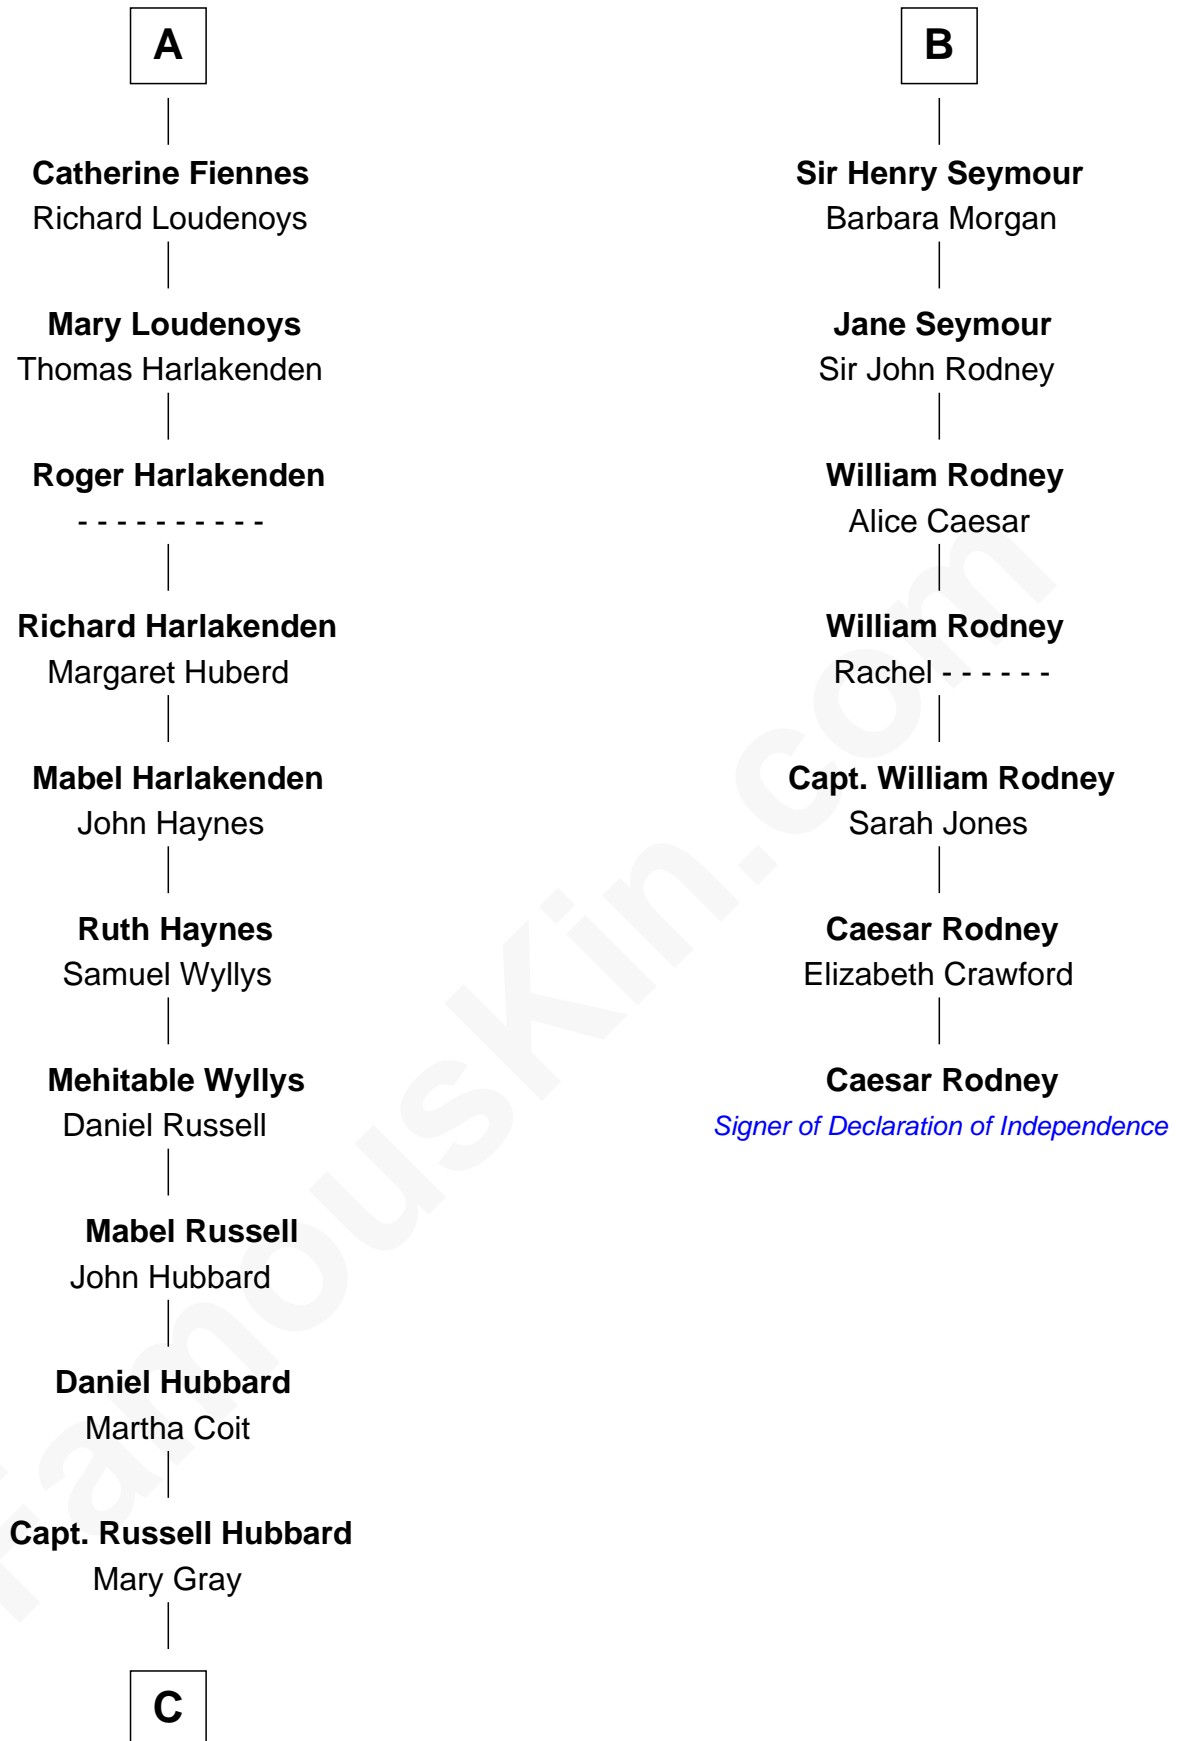 A
Catherine Fiennes
Richard Loudenoys
Mary Loudenoys
Thomas Harlakenden
Roger Harlakenden
- - - - - - - - - -
Richard Harlakenden
Margaret Huberd
Mabel Harlakenden
John Haynes
Ruth Haynes
Samuel Wyllys
Mehitable Wyllys
Daniel Russell
Mabel Russell
John Hubbard
Daniel Hubbard
Martha Coit
Capt. Russell Hubbard
Mary Gray
C
B
Sir Henry Seymour
Barbara Morgan
Jane Seymour
Sir John Rodney
William Rodney
Alice Caesar
William Rodney
Rachel - - - - - -
Capt. William Rodney
Sarah Jones
Caesar Rodney
Elizabeth Crawford
Caesar Rodney
Signer of Declaration of Independence
FamousKin.com